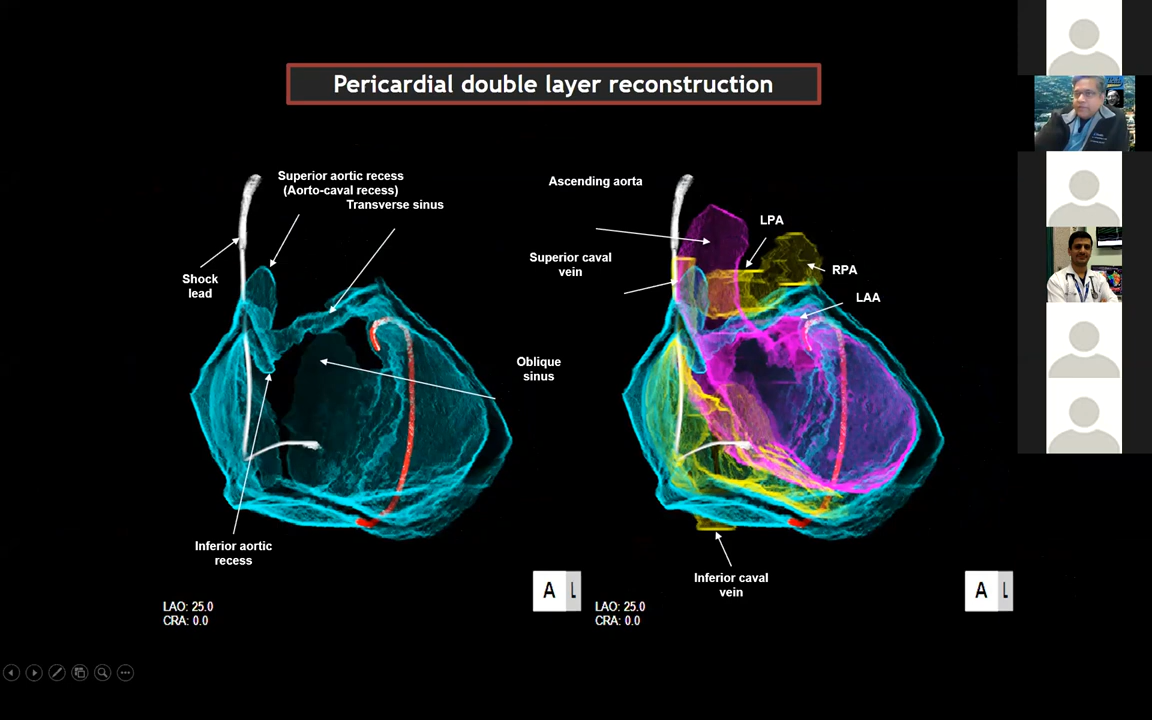 Pericardial double layer reconstruction
Superior aortic recess
(Aorto-caval recess)
Transverse sinus
Shock
lead
Oblique
sinus
Inferior aortic
recess
LAO: 25.0
CRA: 0.0
A
L
Ascending aorta
LPA
Superior caval
vein
RPA
LAA
Inferior caval
vein
LAO: 25.0
CRA: 0.0
A
L